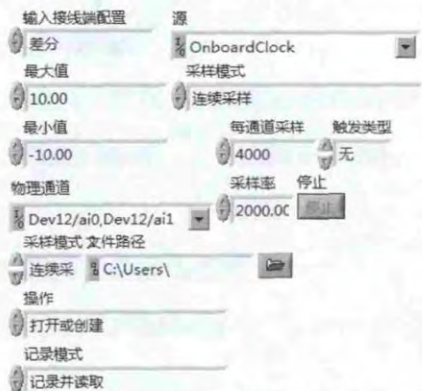 输入接线端配置 源
差分 OnboardClock
最大值 采样模式
10.00 连续采样
最小值 每通道采样 触发类型
-10.00 4000 无
物理通道 采样率 停止
Dev12/ai0,Dev12/ai1 2000.0C 停止
采样模式 文件路径
连续采 C:\Users\
操作
打开或创建
记录模式
记录并读取